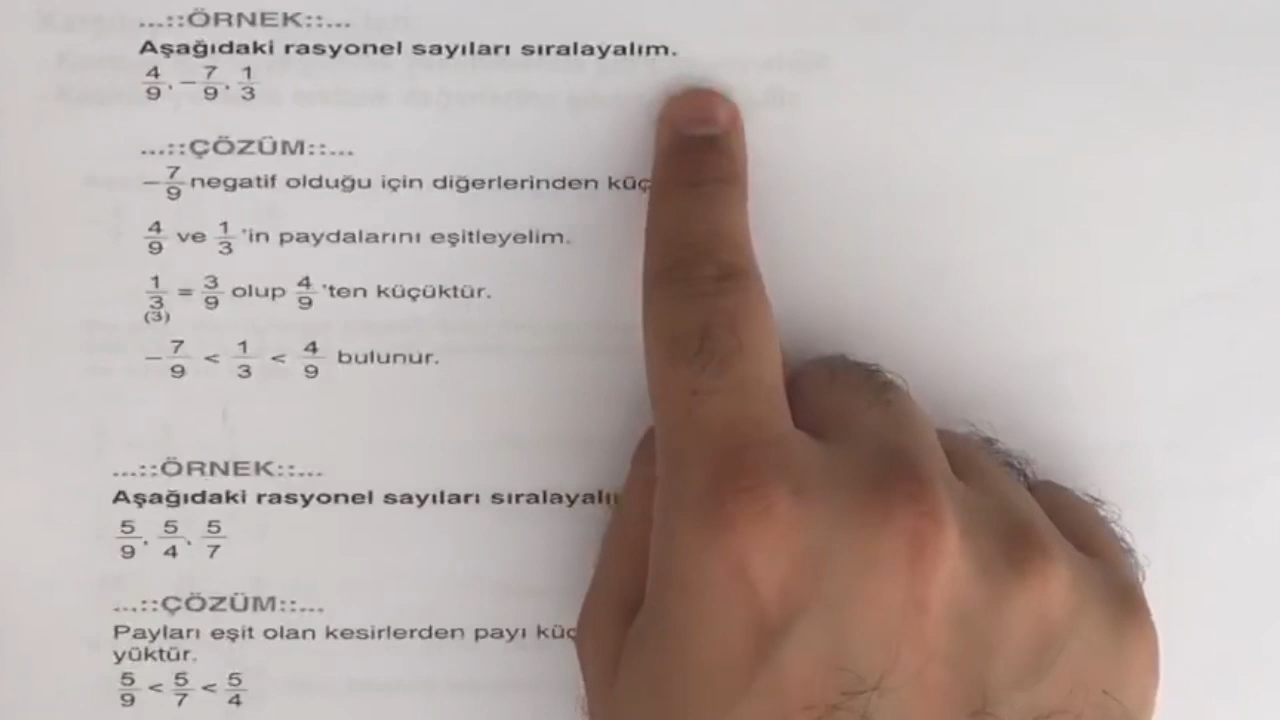 ...::ÖRNEK::...
Aşağıdaki rasyonel sayıları sıralayalım.
4/9, -7/9, 1/3
...::ÇÖZÜM::...
-7/9 negatif olduğu için diğerlerinden
4/9 ve 1/3 'in paydalarını eşitleyelim.
1/3 = 3/9 olup 4/9 'ten küçüktür.
(3)
-7/9 < 1/3 < 4/9 bulunur.
...::ÖRNEK::...
Aşağıdaki rasyonel sayıları
5/9, 5/4, 5/7
...::ÇÖZÜM::...
Payları eşit olan kesirlerden payı
yüktür.
5/9 < 5/7 < 5/4